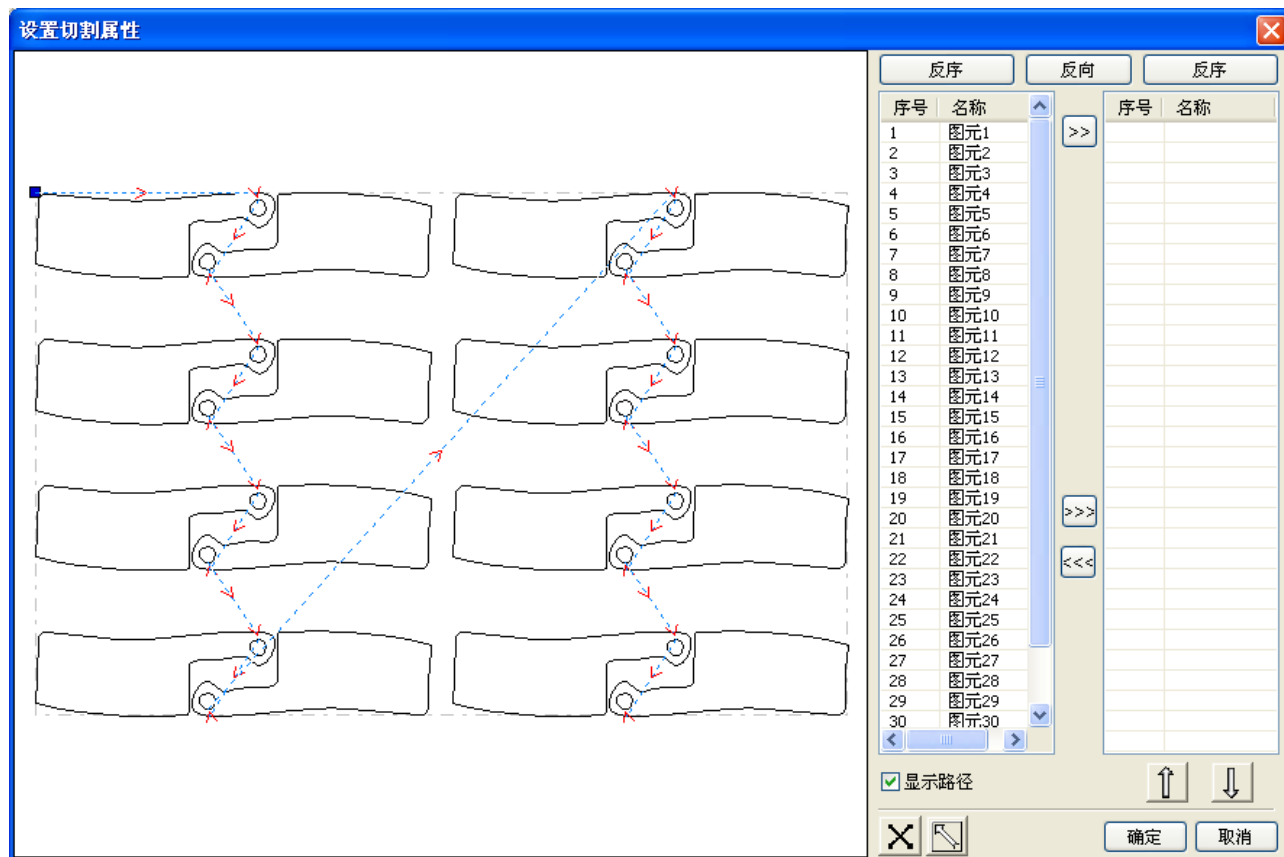 设置切割属性
反序 反向 反序
序号 名称 序号 名称
1 图元1
>>
2 图元2
3 图元3
4 图元4
5 图元5
6 图元6
7 图元7
8 图元8
9 图元9
10 图元10
11 图元11
12 图元12
13 图元13
14 图元14
15 图元15
16 图元16
17 图元17
18 图元18
19 图元19
20 图元20
>>>
21 图元21
22 图元22
<<<
23 图元23
24 图元24
25 图元25
26 图元26
27 图元27
28 图元28
29 图元29
30 图元30
显示路径
确定 取消